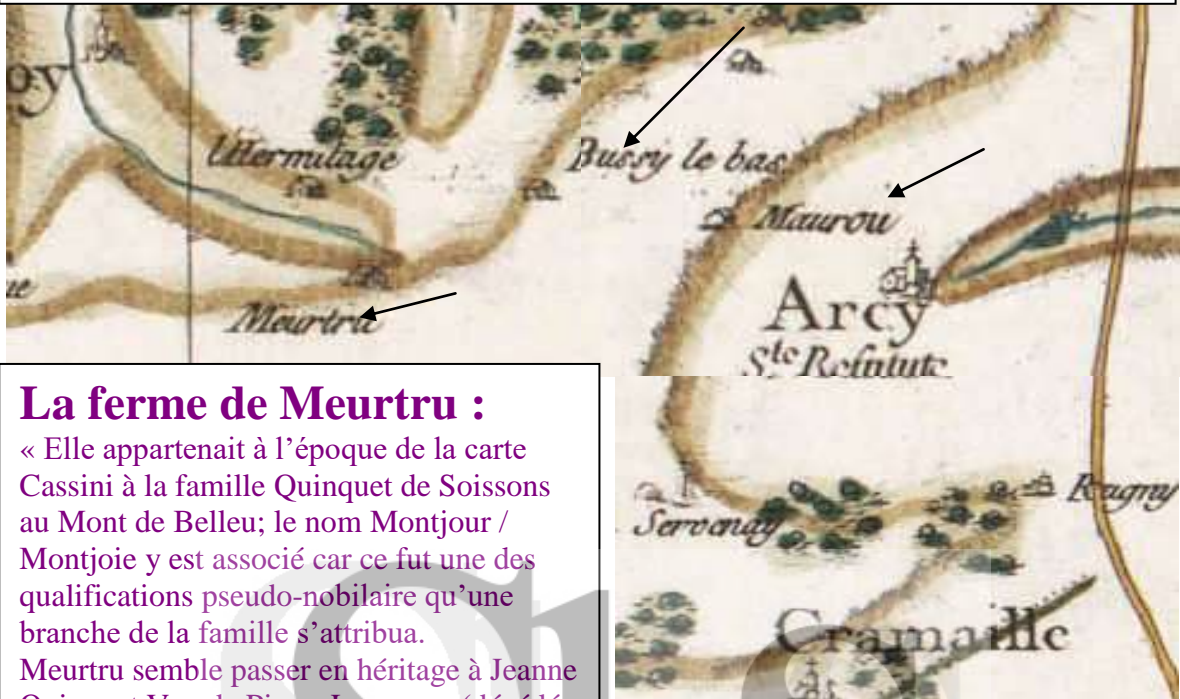 oy
L'Hermitage
Bussy le bas
Maurou
Meurtru
Arcy
Ste Restitute
La ferme de Meurtru :
« Elle appartenait à l'époque de la carte
Cassini à la famille Quinquet de Soissons
au Mont de Belleu; le nom Montjour /
Montjoie y est associé car ce fut une des
qualifications pseudo-nobilaire qu'une
branche de la famille s'attribua.
Meurtru semble passer en héritage à Jeanne
Servenay
Rugny
Cramaille